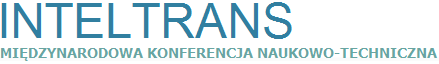 INTELTRANS
MIĘDZYNARODOWA KONFERENCJA NAUKOWO-TECHNICZNA